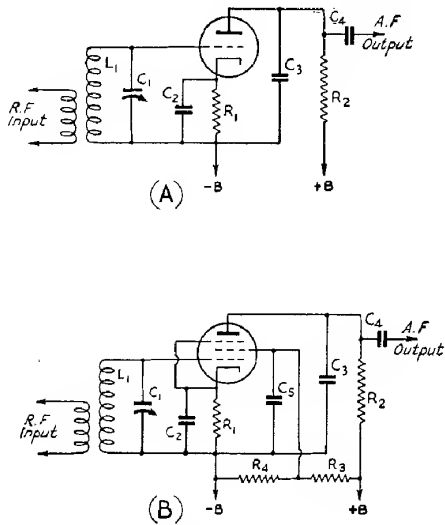 C4
A.F
Output
L1
C1
C2
C3
R2
R.F
Input
R1
-B
+B
(A)
C4
A.F
Output
L1
C1
C2
R1
C5
C3
R2
R.F
Input
R4
R3
-B
+B
(B)